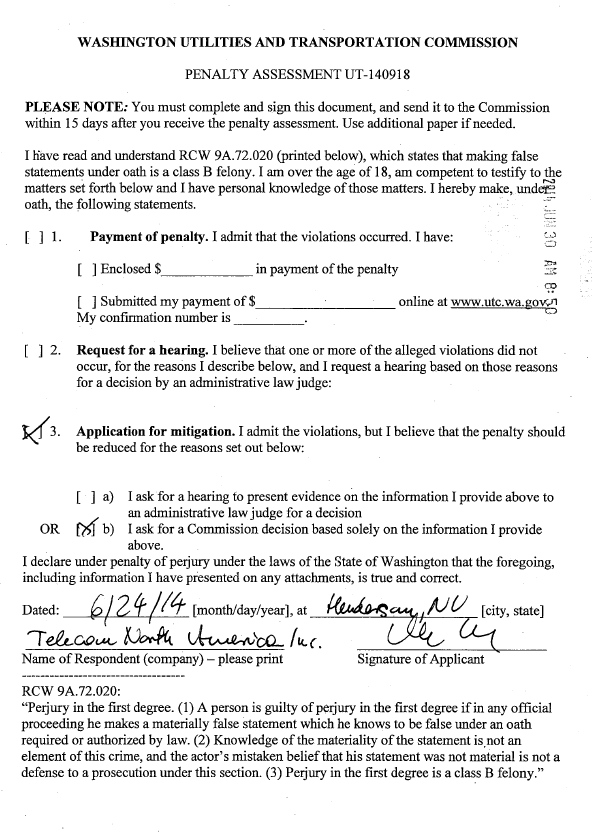 WASHINGTON UTILITIES AND TRANSPORTATION COMMISSION
PENALTY ASSESSMENT UT-140918
PLEASE NOTE: You must complete and sign this document, and send it to the Commission
within 15 days after you receive the penalty assessment. Use additional paper if needed.
I have read and understand RCW 9A.72.020 (printed below), which states that making false
statements under oath is a class B felony. I am over the age of 18, am competent to testify to the
matters set forth below and I have personal knowledge of those matters. I hereby make, under
oath, the following statements.
[ ] 1. Payment of penalty. I admit that the violations occurred. I have:
[ ] Enclosed $____________ in payment of the penalty
[ ] Submitted my payment of $__________________ online at www.utc.wa.gov.
My confirmation number is _________.
[ ] 2. Request for a hearing. I believe that one or more of the alleged violations did not
occur, for the reasons I describe below, and I request a hearing based on those reasons
for a decision by an administrative law judge:
[X] 3. Application for mitigation. I admit the violations, but I believe that the penalty should
be reduced for the reasons set out below:
[ ] a) I ask for a hearing to present evidence on the information I provide above to
an administrative law judge for a decision
OR [X] b) I ask for a Commission decision based solely on the information I provide
above.
I declare under penalty of perjury under the laws of the State of Washington that the foregoing,
including information I have presented on any attachments, is true and correct.
Dated: 6/24/14 [month/day/year], at Henderson, NV [city, state]
Telecom North America Inc.
Name of Respondent (company) – please print Signature of Applicant
---------------------------------
RCW 9A.72.020:
"Perjury in the first degree. (1) A person is guilty of perjury in the first degree if in any official
proceeding he makes a materially false statement which he knows to be false under an oath
required or authorized by law. (2) Knowledge of the materiality of the statement is not an
element of this crime, and the actor's mistaken belief that his statement was not material is not a
defense to a prosecution under this section. (3) Perjury in the first degree is a class B felony."